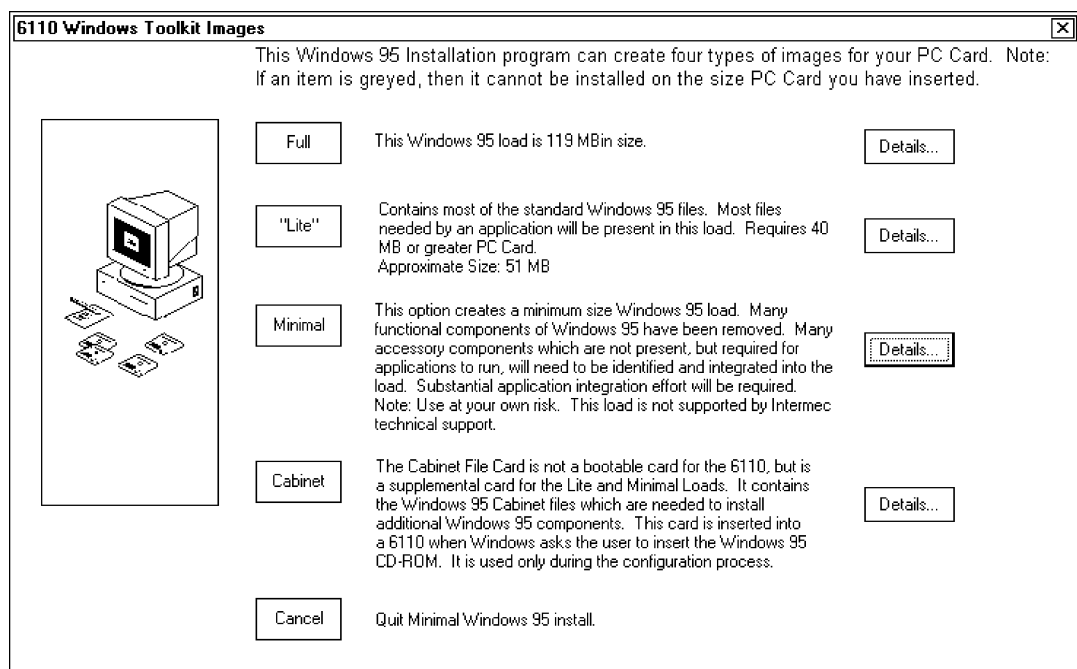 6110 Windows Toolkit Images
This Windows 95 Installation program can create four types of images for your PC Card.  Note:
If an item is greyed, then it cannot be installed on the size PC Card you have inserted.
Full
This Windows 95 load is 119 MBin size.
Details...
"Lite"
Contains most of the standard Windows 95 files.  Most files
needed by an application will be present in this load.  Requires 40
MB or greater PC Card.
Approximate Size: 51 MB
Details...
Minimal
This option creates a minimum size Windows 95 load.  Many
functional components of Windows 95 have been removed.  Many
accessory components which are not present, but required for
applications to run, will need to be identified and integrated into the
load.  Substantial application integration effort will be required.
Note: Use at your own risk.  This load is not supported by Intermec
technical support.
Details...
Cabinet
The Cabinet File Card is not a bootable card for the 6110, but is
a supplemental card for the Lite and Minimal Loads.  It contains
the Windows 95 Cabinet files which are needed to install
additional Windows 95 components.  This card is inserted into
a 6110 when Windows asks the user to insert the Windows 95
CD-ROM.  It is used only during the configuration process.
Details...
Cancel
Quit Minimal Windows 95 install.